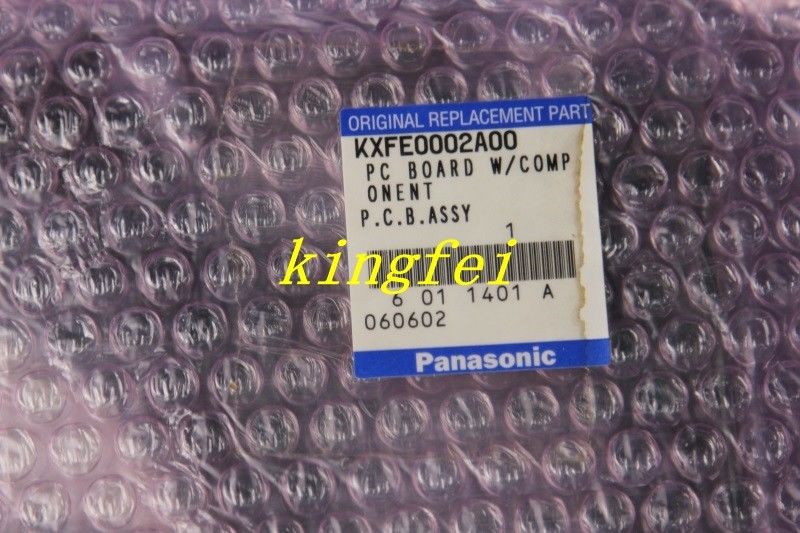 ORIGINAL REPLACEMENT PART
KXFE0002A00
PC BOARD W/COMP
ONENT
P.C.B.ASSY
1
kingfei
6 01 1401 A
060602
Panasonic